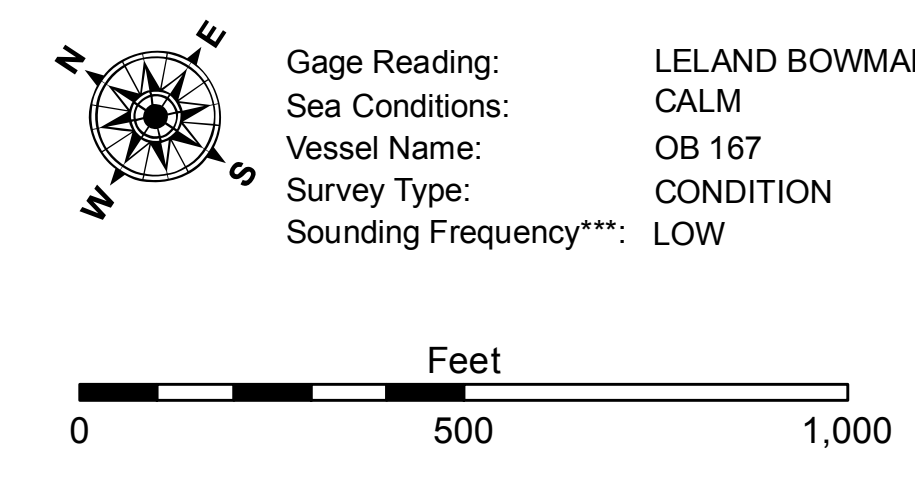 N
E
W
S
Gage Reading: LELAND BOWMA
Sea Conditions: CALM
Vessel Name: OB 167
Survey Type: CONDITION
Sounding Frequency***: LOW
Feet
0 500 1,000